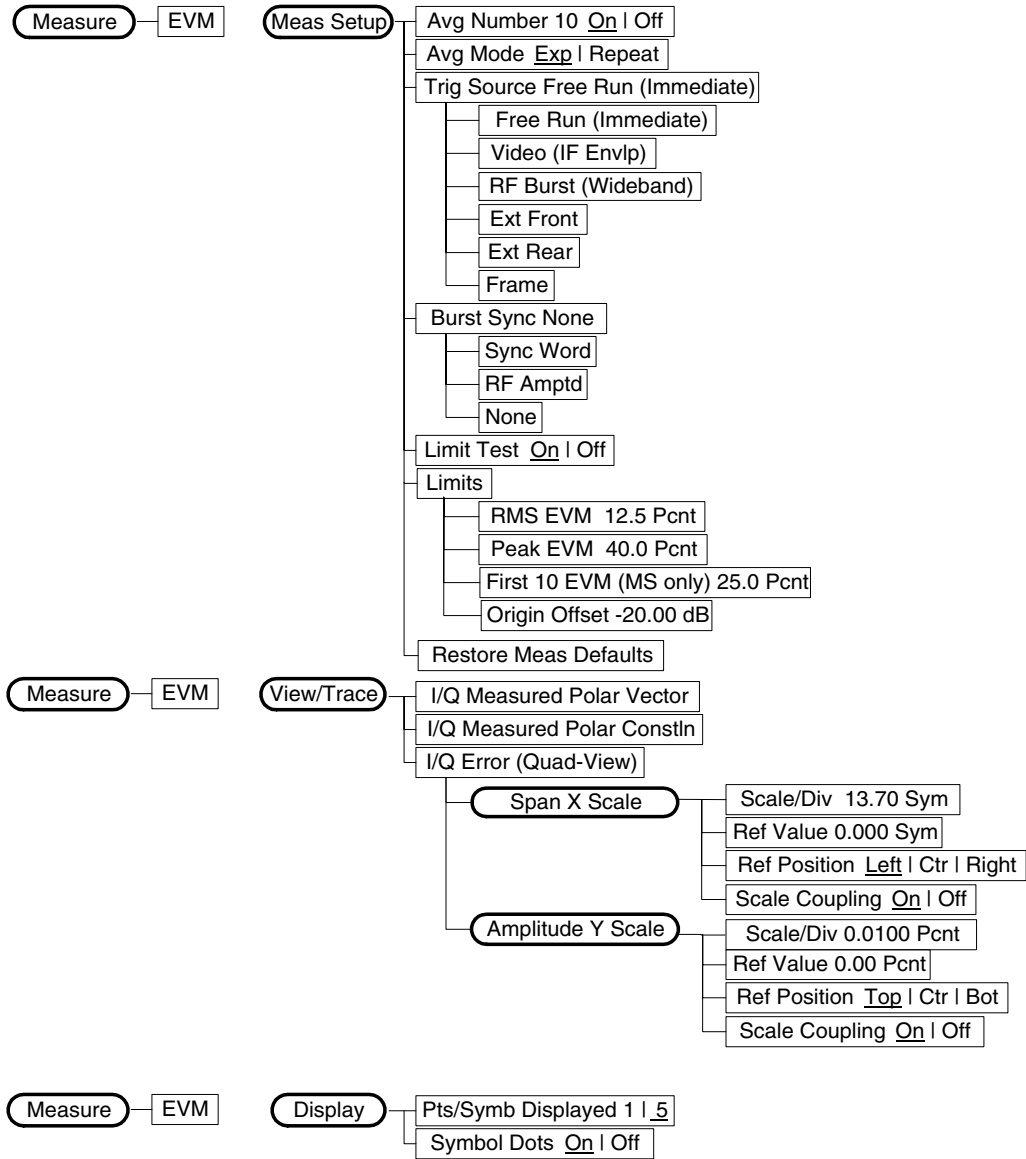 Measure
EVM
Meas Setup
Avg Number 10 On | Off
Avg Mode Exp | Repeat
Trig Source Free Run (Immediate)
Free Run (Immediate)
Video (IF Envlp)
RF Burst (Wideband)
Ext Front
Ext Rear
Frame
Burst Sync None
Sync Word
RF Amptd
None
Limit Test On | Off
Limits
RMS EVM 12.5 Pcnt
Peak EVM 40.0 Pcnt
First 10 EVM (MS only) 25.0 Pcnt
Origin Offset -20.00 dB
Restore Meas Defaults
Measure
EVM
View/Trace
I/Q Measured Polar Vector
I/Q Measured Polar Constln
I/Q Error (Quad-View)
Span X Scale
Scale/Div 13.70 Sym
Ref Value 0.000 Sym
Ref Position Left | Ctr | Right
Scale Coupling On | Off
Amplitude Y Scale
Scale/Div 0.0100 Pcnt
Ref Value 0.00 Pcnt
Ref Position Top | Ctr | Bot
Scale Coupling On | Off
Measure
EVM
Display
Pts/Symb Displayed 1 | 5
Symbol Dots On | Off